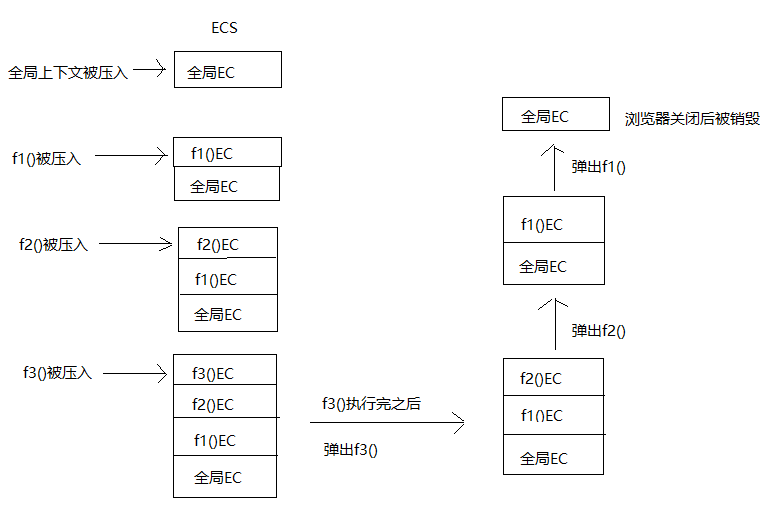 ECS
全局上下文被压入
全局EC
f1()被压入
f1()EC
全局EC
f2()被压入
f2()EC
f1()EC
全局EC
f3()被压入
f3()EC
f2()EC
f1()EC
全局EC
f3()执行完之后
弹出f3()
f2()EC
f1()EC
全局EC
弹出f2()
f1()EC
全局EC
弹出f1()
全局EC
浏览器关闭后被销毁